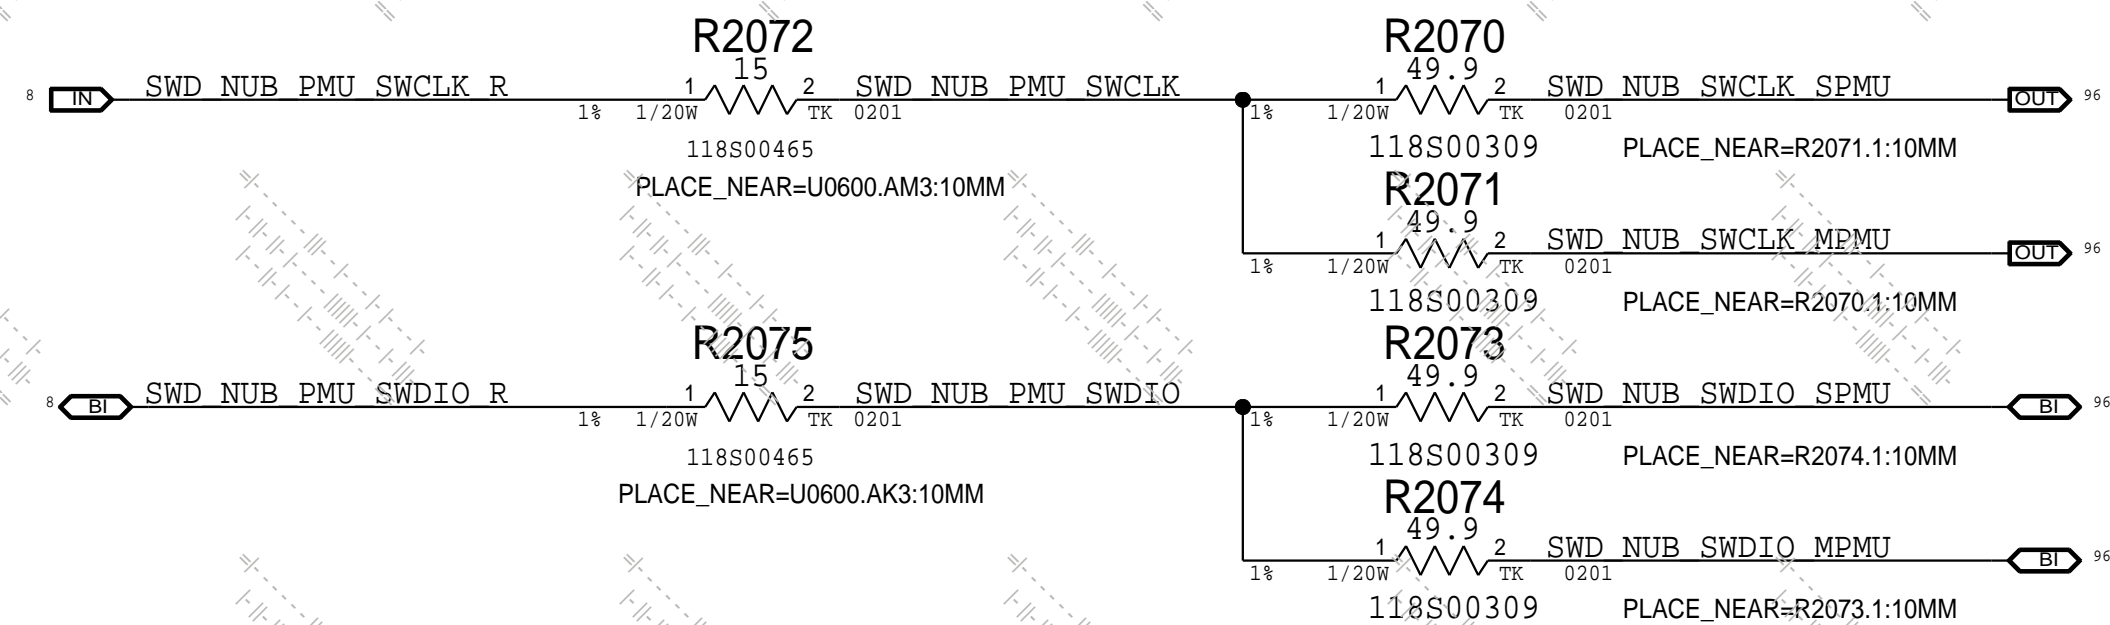 R2072
15
8 IN SWD_NUB_PMU_SWCLK_R 1 2 SWD_NUB_PMU_SWCLK
1% 1/20W TK 0201
118S00465
PLACE_NEAR=U0600.AM3:10MM
R2070
49.9
1 2 SWD_NUB_SWCLK_SPMU OUT 96
1% 1/20W TK 0201
118S00309 PLACE_NEAR=R2071.1:10MM
R2071
49.9
1 2 SWD_NUB_SWCLK_MPMU OUT 96
1% 1/20W TK 0201
118S00309 PLACE_NEAR=R2070.1:10MM
R2075
15
8 BI SWD_NUB_PMU_SWDIO_R 1 2 SWD_NUB_PMU_SWDIO
1% 1/20W TK 0201
118S00465
PLACE_NEAR=U0600.AK3:10MM
R2073
49.9
1 2 SWD_NUB_SWDIO_SPMU BI 96
1% 1/20W TK 0201
118S00309 PLACE_NEAR=R2074.1:10MM
R2074
49.9
1 2 SWD_NUB_SWDIO_MPMU BI 96
1% 1/20W TK 0201
118S00309 PLACE_NEAR=R2073.1:10MM